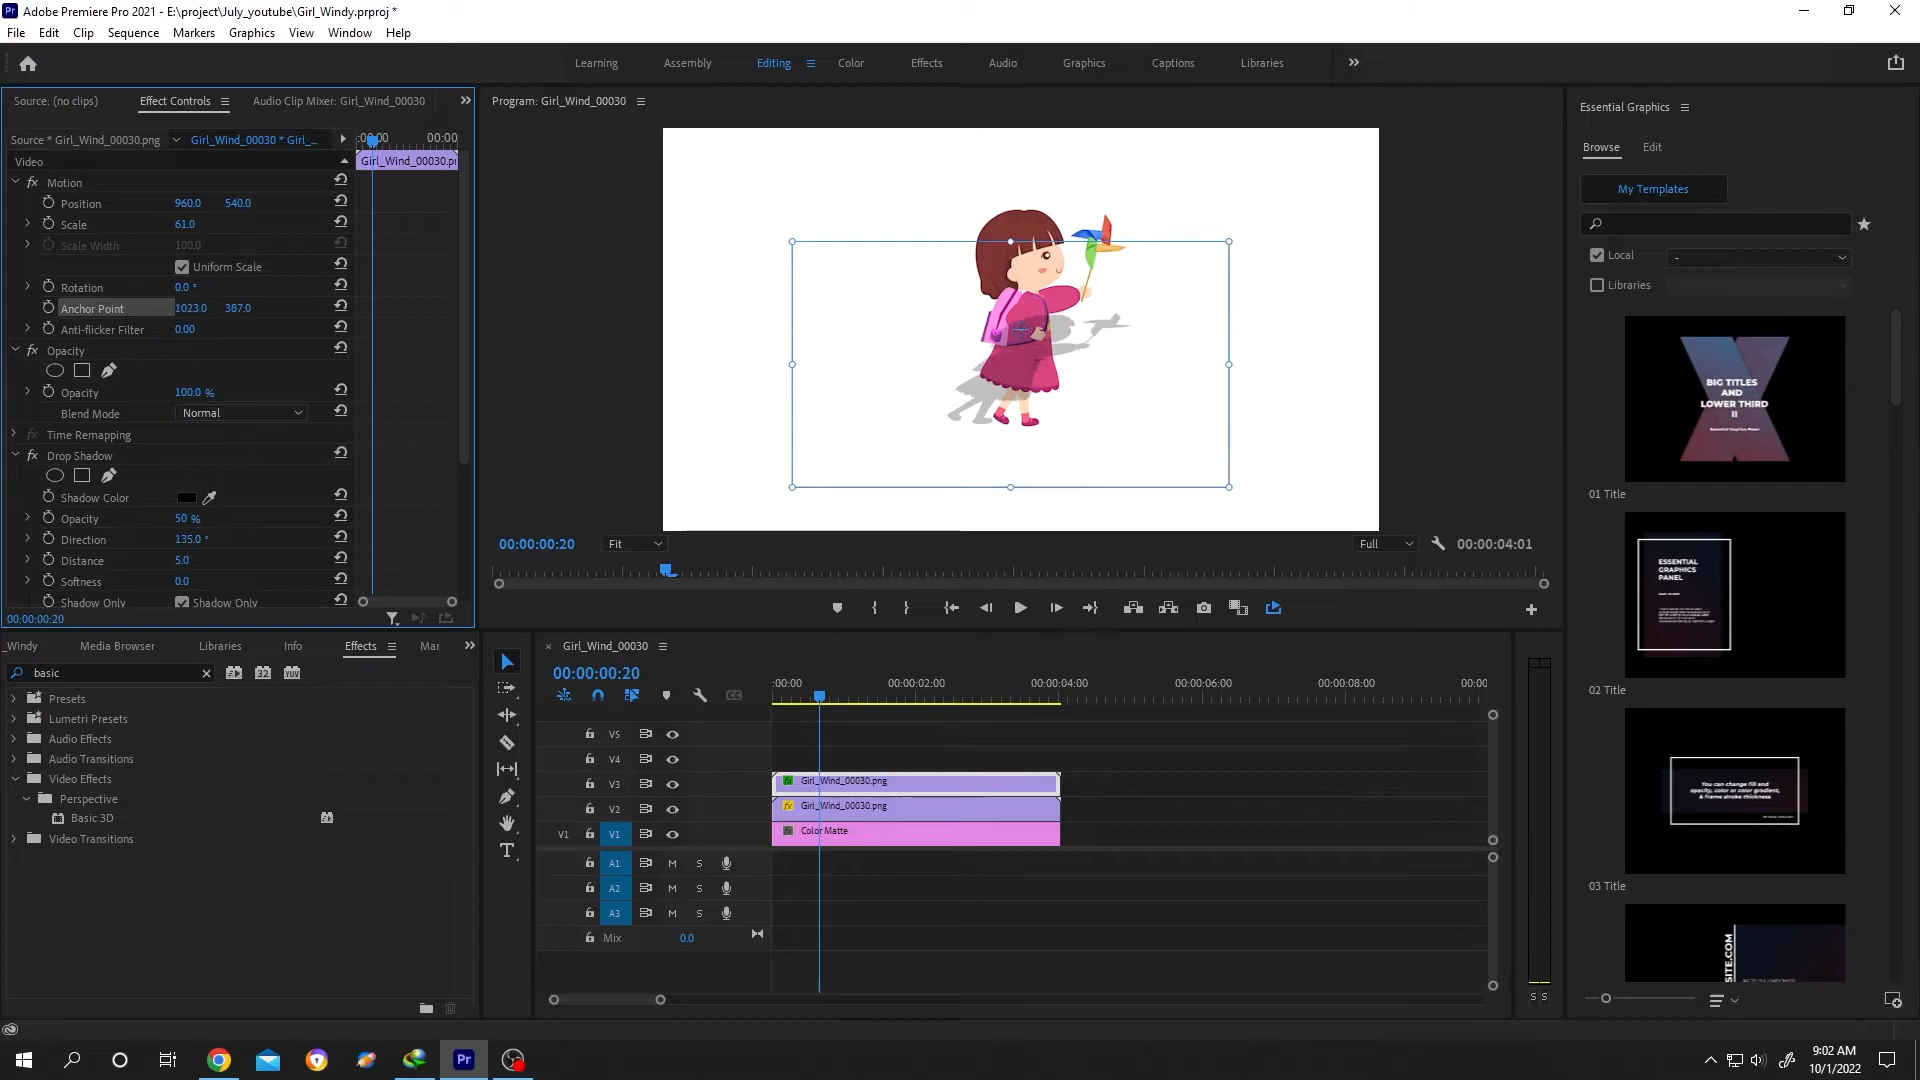 Adobe Premiere Pro 2021 - E:\project\July_youtube\Girl_Windy.prproj *
File Edit Clip Sequence Markers Graphics View Window Help
Learning Assembly Editing Color Effects Audio Graphics Captions Libraries
Source: (no clips) Effect Controls Audio Clip Mixer: Girl_Wind_00030
Program: Girl_Wind_00030
Essential Graphics
Source * Girl_Wind_00030.png Girl_Wind_00030 * Girl_...
:00:00 00:00
Video
Girl_Wind_00030.p
Motion
Position 960.0 540.0
Scale 61.0
Scale Width 100.0
Uniform Scale
Rotation 0.0 °
Anchor Point 1023.0 387.0
Anti-flicker Filter 0.00
Opacity
Opacity 100.0 %
Blend Mode Normal
Time Remapping
Drop Shadow
Shadow Color
Opacity 50 %
Direction 135.0 °
Distance 5.0
Softness 0.0
Shadow Only Shadow Only
00:00:00:20
00:00:00:20 Fit Full 00:00:04:01
Browse Edit
My Templates
Local -
Libraries
BIG TITLES
AND
LOWER THIRD
II
01 Title
ESSENTIAL
GRAPHICS
PANEL
02 Title
You can change fill and
opacity, color or color gradient,
& frame stroke thickness
03 Title
SITE.COM
_Windy Media Browser Libraries Info Effects Mar
basic
32 YUV
Presets
Lumetri Presets
Audio Effects
Audio Transitions
Video Effects
Perspective
Basic 3D
Video Transitions
Girl_Wind_00030
00:00:00:20
:00:00 00:00:02:00 00:00:04:00 00:00:06:00 00:00:08:00 00:00
V5
V4
V3 Girl_Wind_00030.png
V2 Girl_Wind_00030.png
V1 V1 Color Matte
A1 M S
A2 M S
A3 M S
Mix 0.0
S S
Pr
9:02 AM
10/1/2022